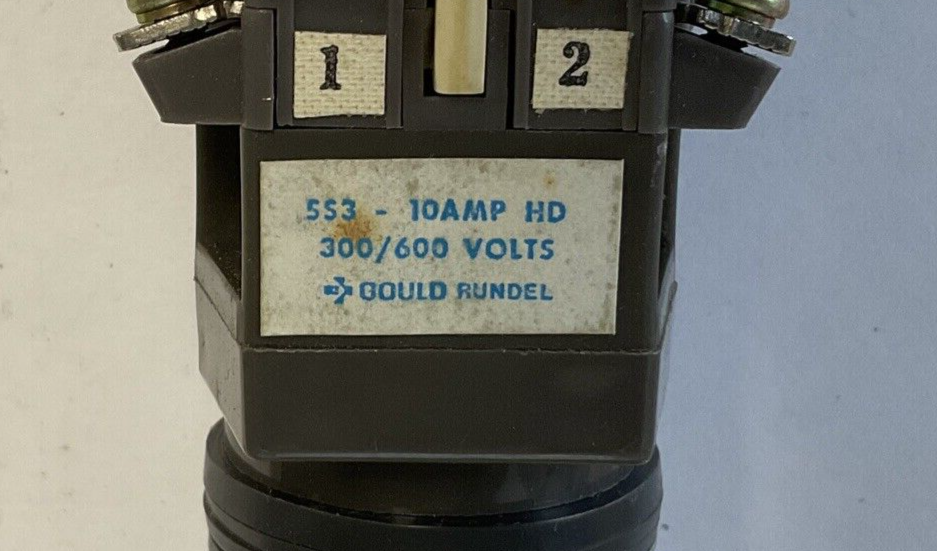 1 2
5S3 - 10AMP HD
300/600 VOLTS
GOULD RUNDEL